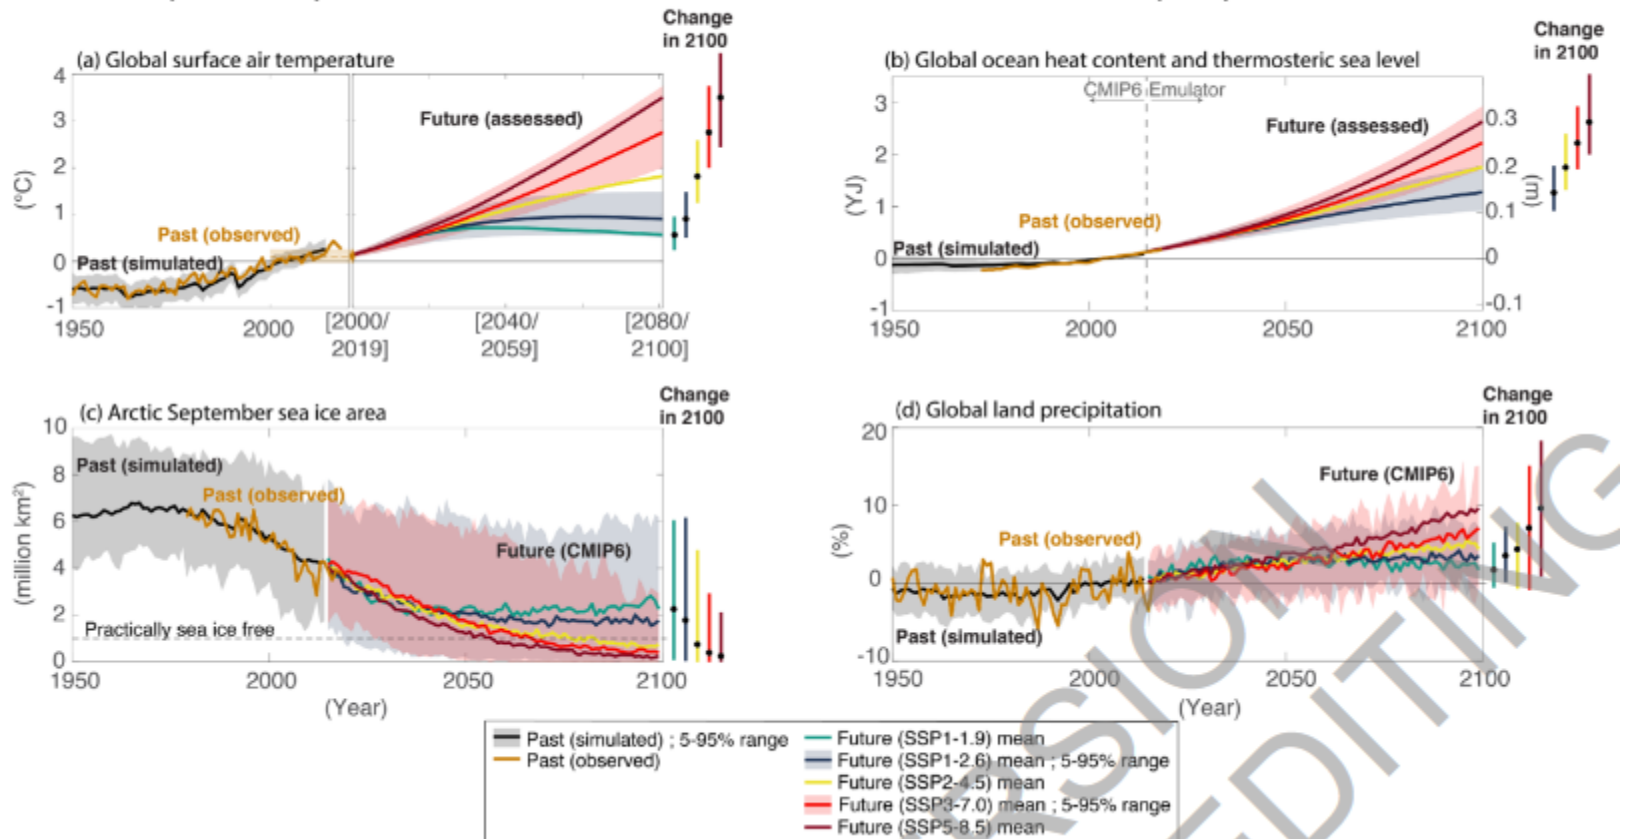 Change
in 2100
(a) Global surface air temperature
4
3
2
1
0
-1
(°C)
Future (assessed)
Past (observed)
Past (simulated)
1950
2000
[2000/
2019]
[2040/
2059]
[2080/
2100]
Change
in 2100
(b) Global ocean heat content and thermosteric sea level
CMIP6 Emulator
3
2
1
0
-1
(YJ)
Future (assessed)
Past (observed)
Past (simulated)
0.3
0.2
0.1
0
-0.1
(m)
1950
2000
2050
2100
Change
in 2100
(c) Arctic September sea ice area
10
8
6
4
2
0
(million km²)
Past (simulated)
Past (observed)
Future (CMIP6)
Practically sea ice free
1950
2000
2050
2100
(Year)
Change
in 2100
(d) Global land precipitation
20
10
0
-10
(%)
Future (CMIP6)
Past (observed)
Past (simulated)
1950
2000
2050
2100
(Year)
Past (simulated) ; 5-95% range
Past (observed)
Future (SSP1-1.9) mean
Future (SSP1-2.6) mean ; 5-95% range
Future (SSP2-4.5) mean
Future (SSP3-7.0) mean ; 5-95% range
Future (SSP5-8.5) mean